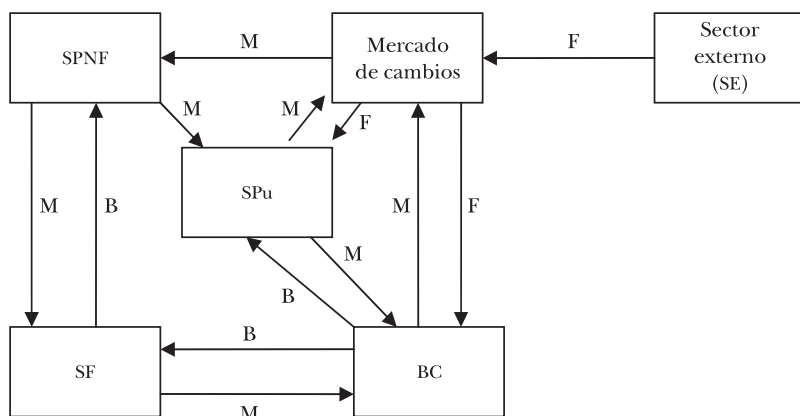 SPNF
M
Mercado
de cambios
F
Sector
externo
(SE)
M
M
F
SPu
M
B
M
F
M
B
B
SF
BC
M